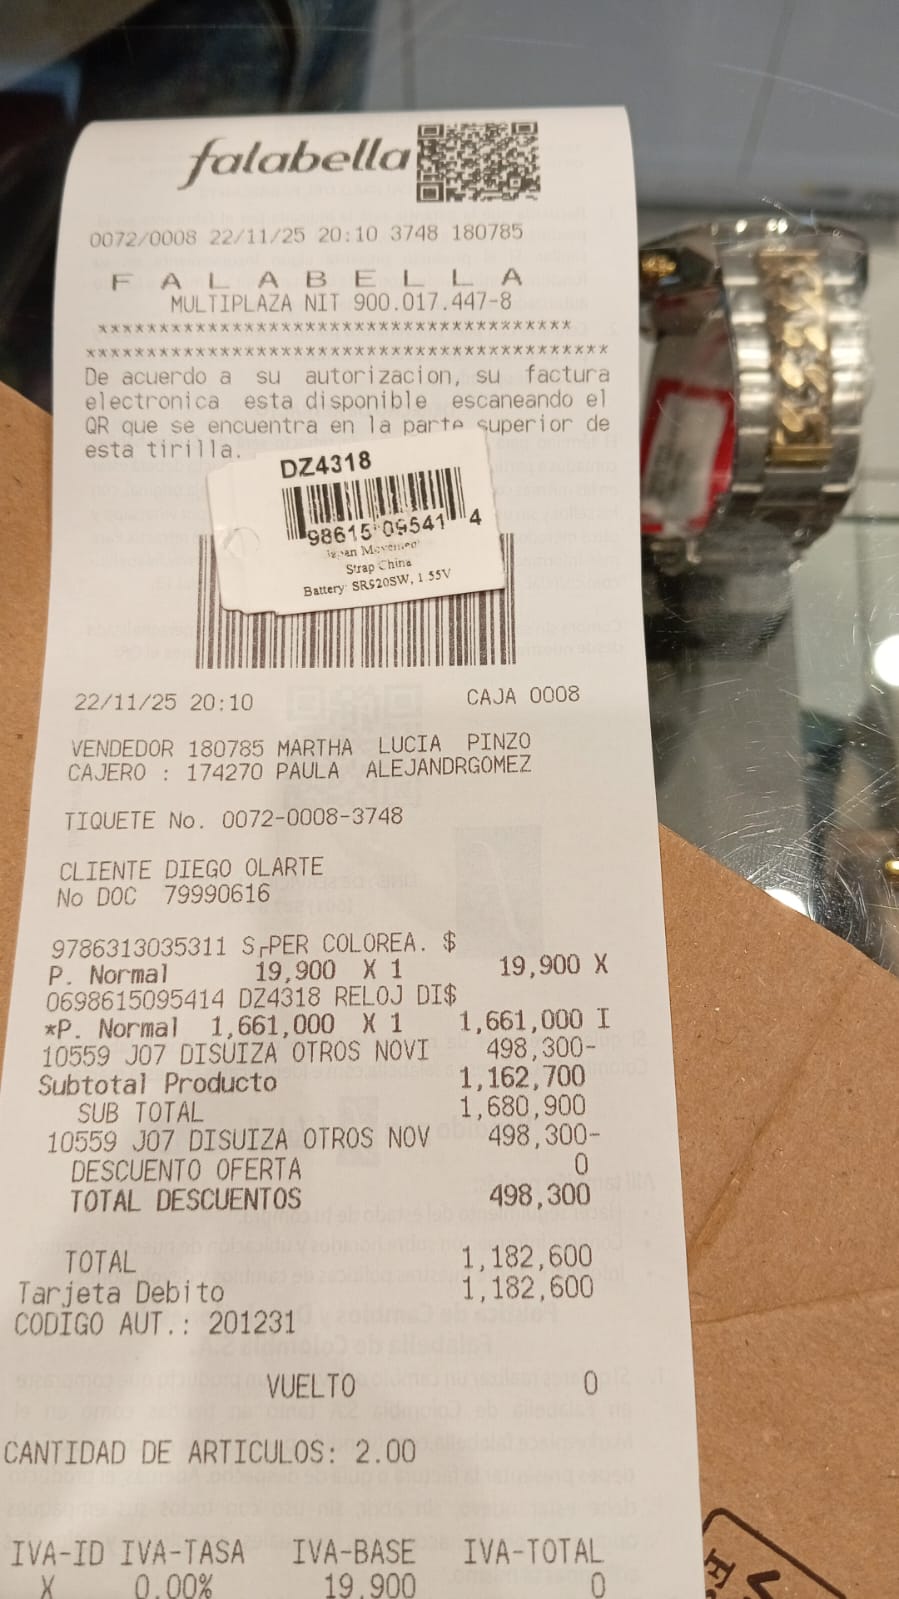 falabella
0072/0008 22/11/25 20:10 3748 180785
F A L A B E L L A
MULTIPLAZA NIT 900.017.447-8
***************************************
******************************************
De acuerdo a su autorizacion, su factura
electronica esta disponible escaneando el
QR que se encuentra en la parte superior de
esta tirilla.
DZ4318
98615 09541 4
Japan Movement
Strap China
Battery: SR920SW, 1.55V
22/11/25 20:10 CAJA 0008
VENDEDOR 180785 MARTHA LUCIA PINZO
CAJERO : 174270 PAULA ALEJANDRGOMEZ
TIQUETE No. 0072-0008-3748
CLIENTE DIEGO OLARTE
No DOC 79990616
9786313035311 S┌PER COLOREA. $
P. Normal 19,900 X 1 19,900 X
0698615095414 DZ4318 RELOJ DI$
*P. Normal 1,661,000 X 1 1,661,000 I
10559 J07 DISUIZA OTROS NOVI 498,300-
Subtotal Producto 1,162,700
SUB TOTAL 1,680,900
10559 J07 DISUIZA OTROS NOV 498,300-
DESCUENTO OFERTA 0
TOTAL DESCUENTOS 498,300
TOTAL 1,182,600
Tarjeta Debito 1,182,600
CODIGO AUT.: 201231
VUELTO 0
CANTIDAD DE ARTICULOS: 2.00
IVA-ID IVA-TASA IVA-BASE IVA-TOTAL
X 0.00% 19,900 0